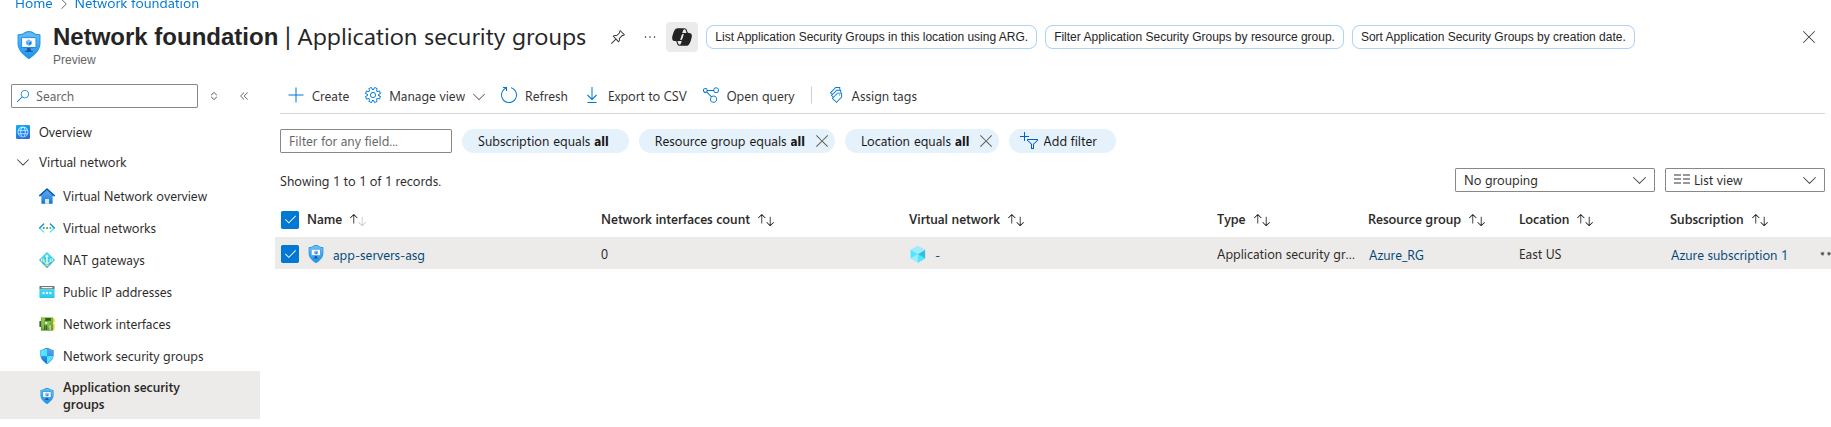 Home > Network foundation
Network foundation | Application security groups
Preview
List Application Security Groups in this location using ARG.
Filter Application Security Groups by resource group.
Sort Application Security Groups by creation date.
Search
Overview
Virtual network
Virtual Network overview
Virtual networks
NAT gateways
Public IP addresses
Network interfaces
Network security groups
Application security
groups
Create Manage view Refresh Export to CSV Open query Assign tags
Filter for any field... Subscription equals all Resource group equals all Location equals all Add filter
Showing 1 to 1 of 1 records.
No grouping List view
Name Network interfaces count Virtual network Type Resource group Location Subscription
app-servers-asg 0 - Application security gr... Azure_RG East US Azure subscription 1